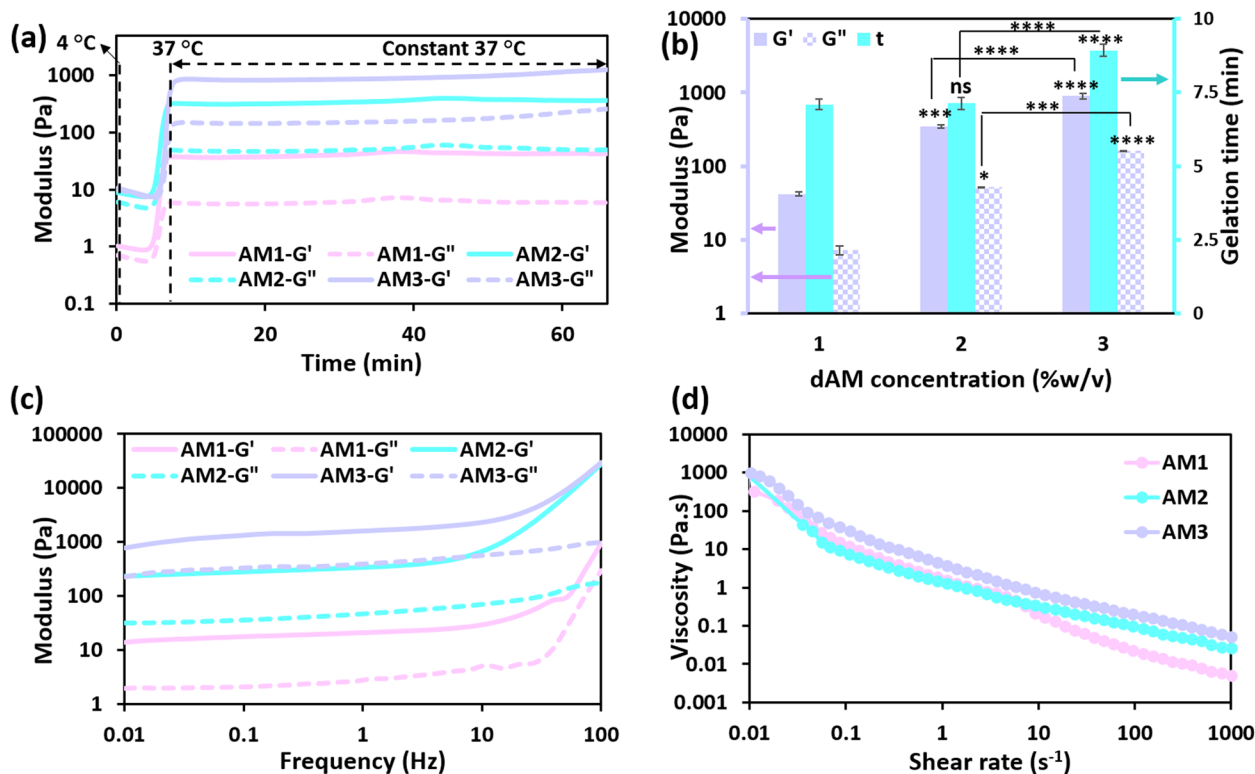 (a)
4 °C
37 °C
Constant 37 °C
10000
1000
100
10
1
0.1
Modulus (Pa)
AM1-G' AM1-G" AM2-G'
AM2-G" AM3-G' AM3-G"
0 20 40 60
Time (min)
(b)
G' G" t
10000
1000
100
10
1
Modulus (Pa)
****
****
****
ns
***
****
***
****
*
10
7.5
5
2.5
0
Gelation time (min)
1 2 3
dAM concentration (%w/v)
(c)
100000
10000
1000
100
10
1
Modulus (Pa)
AM1-G' AM1-G" AM2-G'
AM2-G" AM3-G' AM3-G"
0.01 0.1 1 10 100
Frequency (Hz)
(d)
10000
1000
100
10
1
0.1
0.01
0.001
Viscosity (Pa.s)
AM1
AM2
AM3
0.01 0.1 1 10 100 1000
Shear rate (s⁻¹)